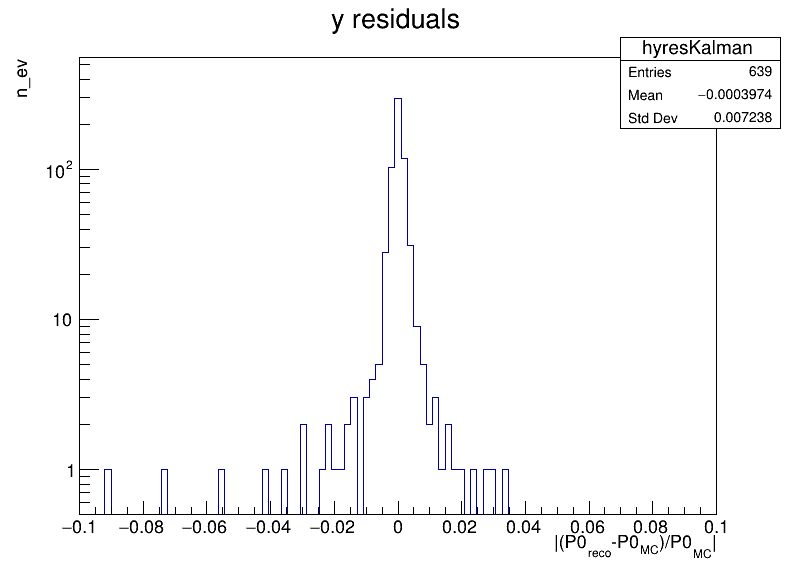 y residuals
hyresKalman
Entries 639
Mean −0.0003974
Std Dev 0.007238
n_ev
10²
10
1
−0.1 −0.08 −0.06 −0.04 −0.02 0 0.02 0.04 0.06 0.08 0.1
|(P0reco-P0MC)/P0MC|